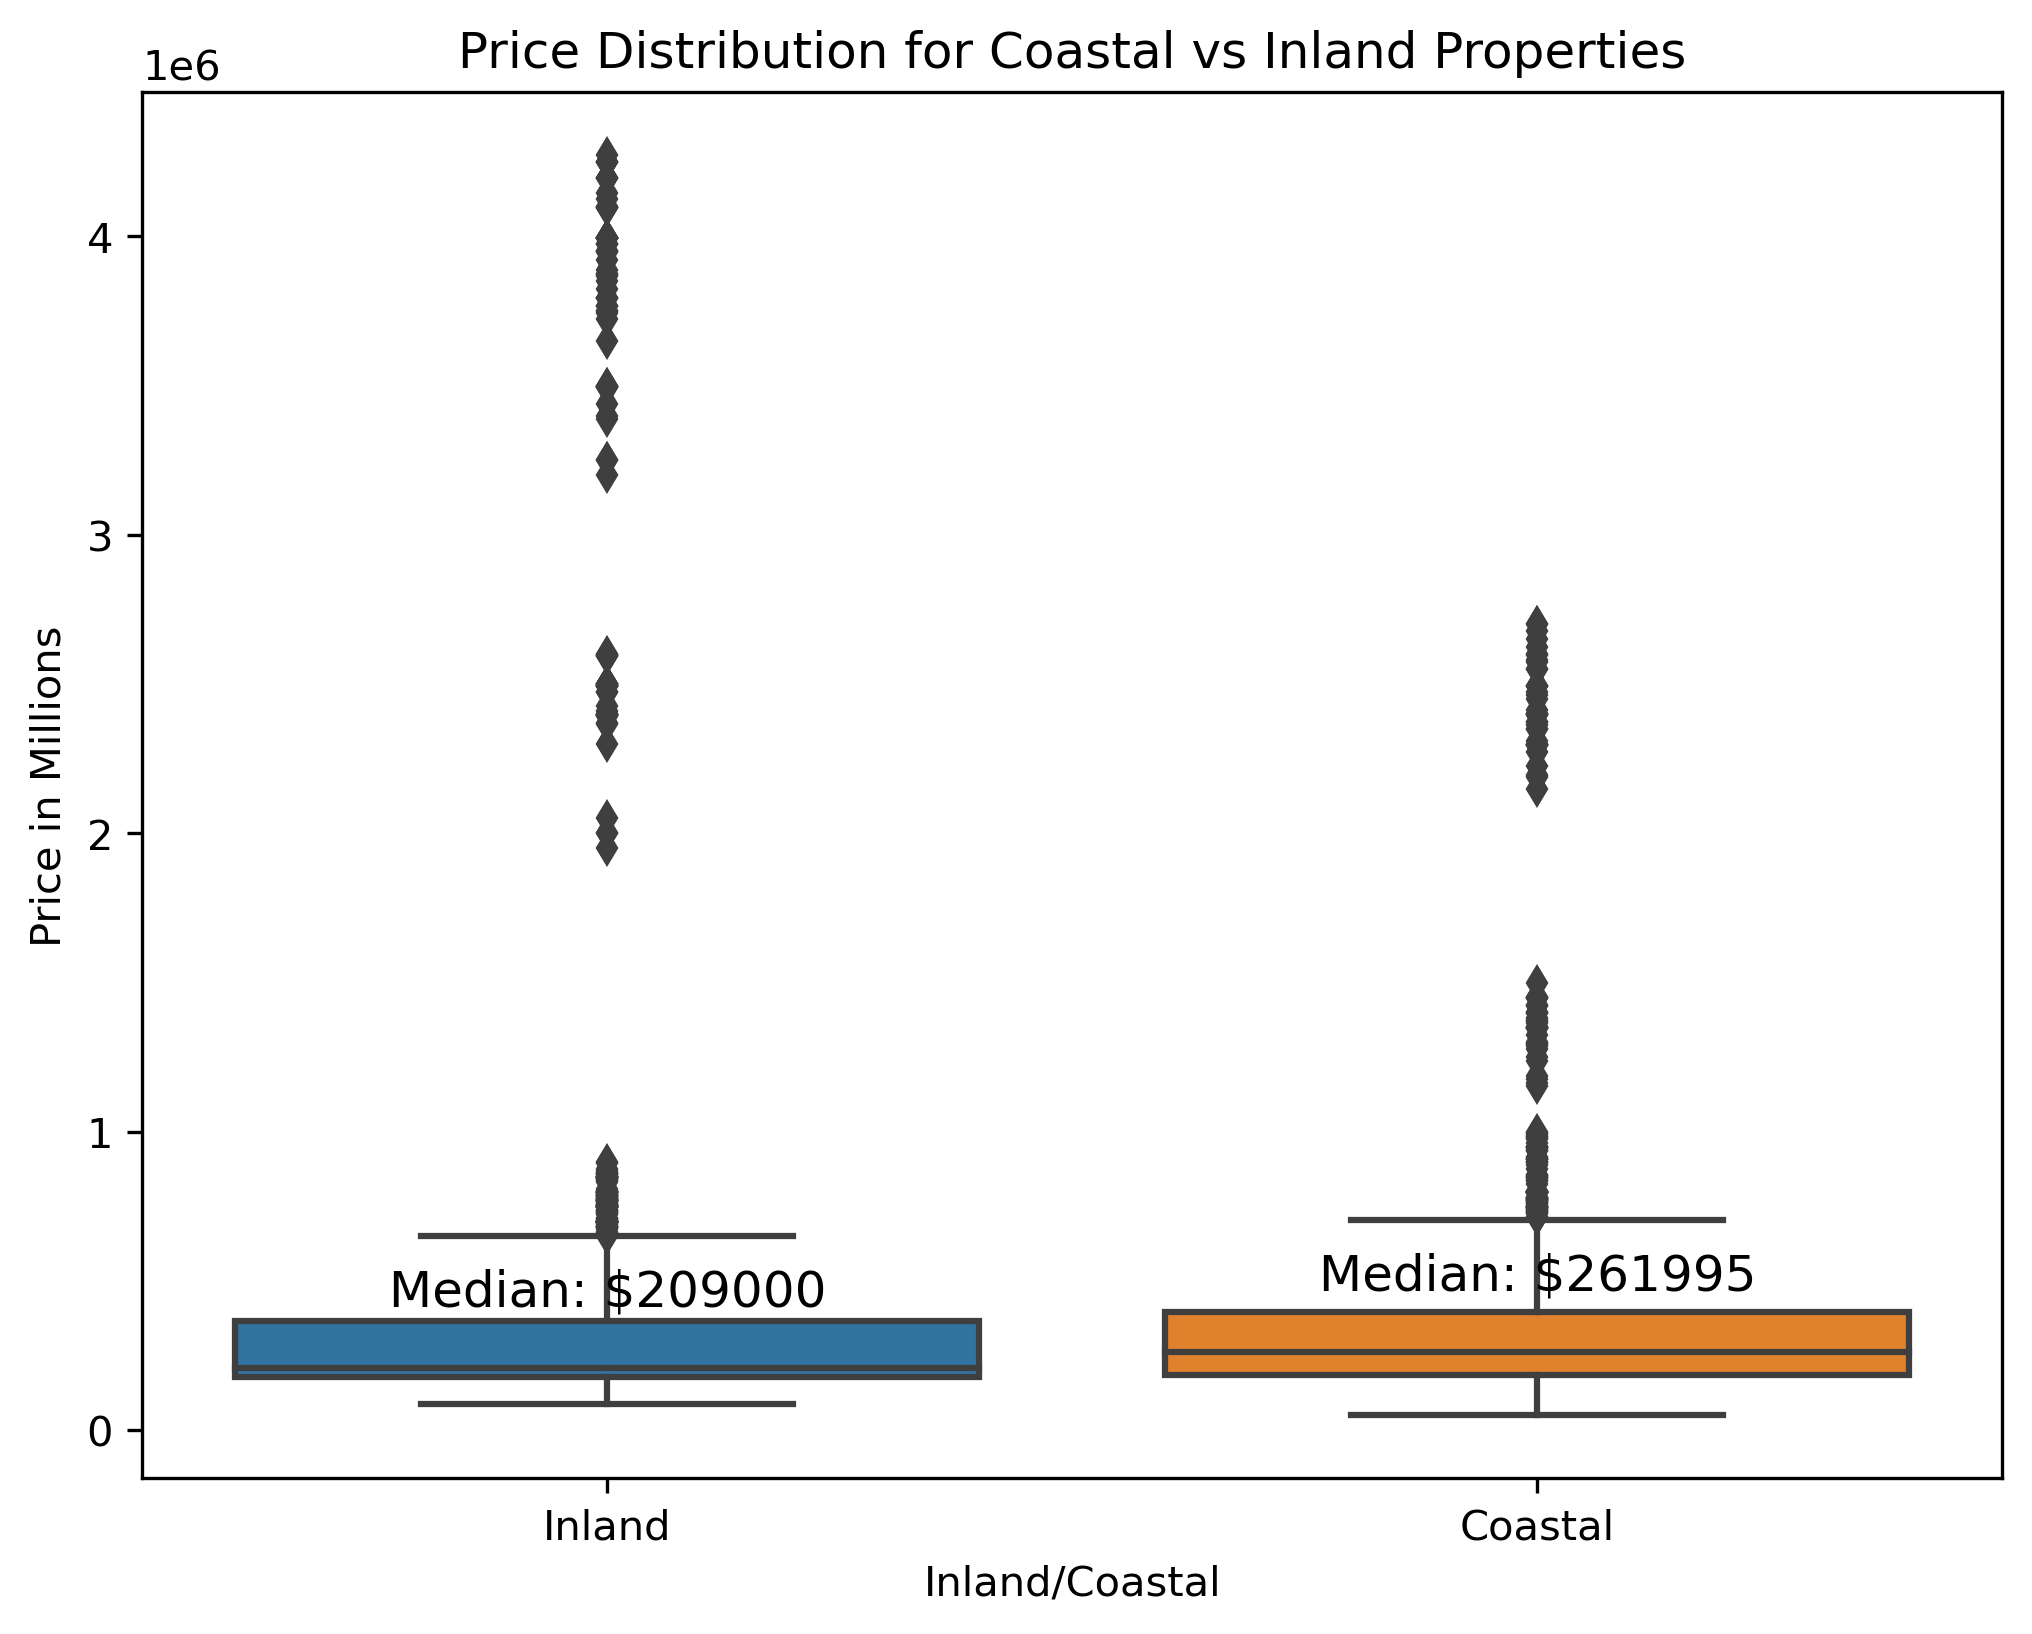 Price Distribution for Coastal vs Inland Properties
1e6
4
3
2
1
0
Price in Millions
Median: $209000
Median: $261995
Inland
Coastal
Inland/Coastal